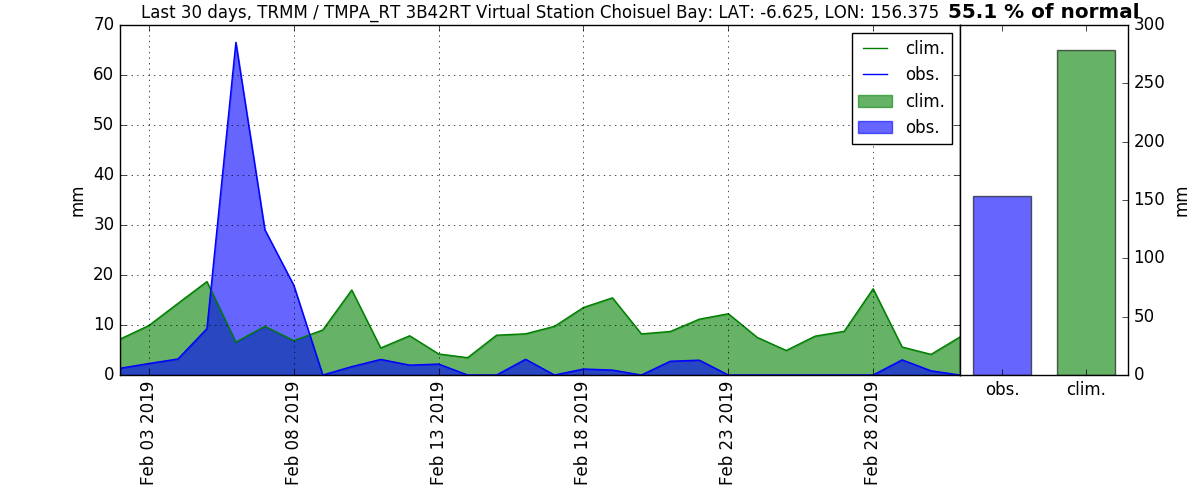 Last 30 days, TRMM / TMPA_RT 3B42RT Virtual Station Choisuel Bay: LAT: -6.625, LON: 156.375
55.1 % of normal
70
60
50
40
30
20
10
0
mm
clim.
obs.
clim.
obs.
Feb 03 2019
Feb 08 2019
Feb 13 2019
Feb 18 2019
Feb 23 2019
Feb 28 2019
300
250
200
150
100
50
0
mm
obs.
clim.